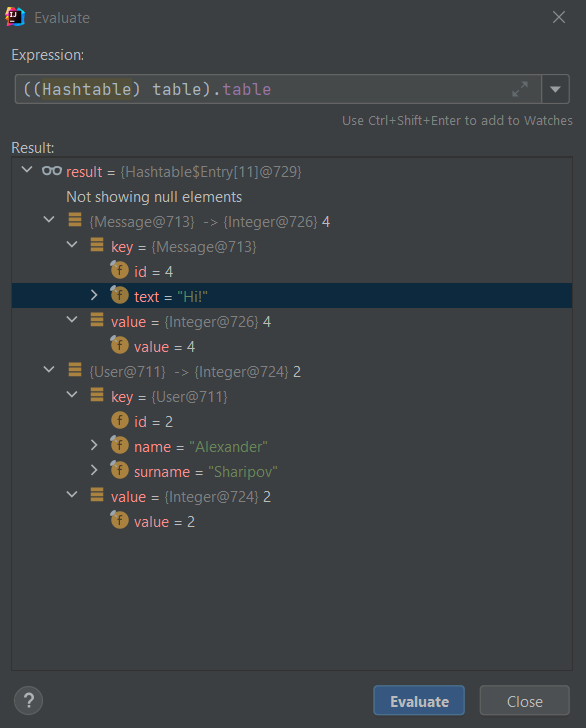 Evaluate
Expression:
((Hashtable) table).table
Use Ctrl+Shift+Enter to add to Watches
Result:
result = {Hashtable$Entry[11]@729}
Not showing null elements
{Message@713} -> {Integer@726} 4
key = {Message@713}
f id = 4
f text = "Hi!"
value = {Integer@726} 4
f value = 4
{User@711} -> {Integer@724} 2
key = {User@711}
f id = 2
f name = "Alexander"
f surname = "Sharipov"
value = {Integer@724} 2
f value = 2
? Evaluate Close